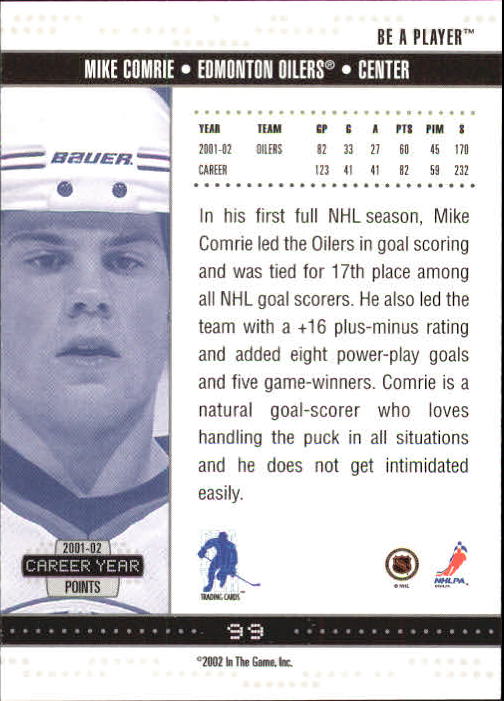 BE A PLAYER™
MIKE COMRIE • EDMONTON OILERS® • CENTER
BAUER.
YEAR TEAM GP G A PTS PIM S
2001-02 OILERS 82 33 27 60 45 170
CAREER 123 41 41 82 59 232
In his first full NHL season, Mike
Comrie led the Oilers in goal scoring
and was tied for 17th place among
all NHL goal scorers. He also led the
team with a +16 plus-minus rating
and added eight power-play goals
and five game-winners. Comrie is a
natural goal-scorer who loves
handling the puck in all situations
and he does not get intimidated
easily.
2001-02
CAREER YEAR
POINTS
TRADING CARDS™
© NHL
NHLPA
99
©2002 In The Game, Inc.